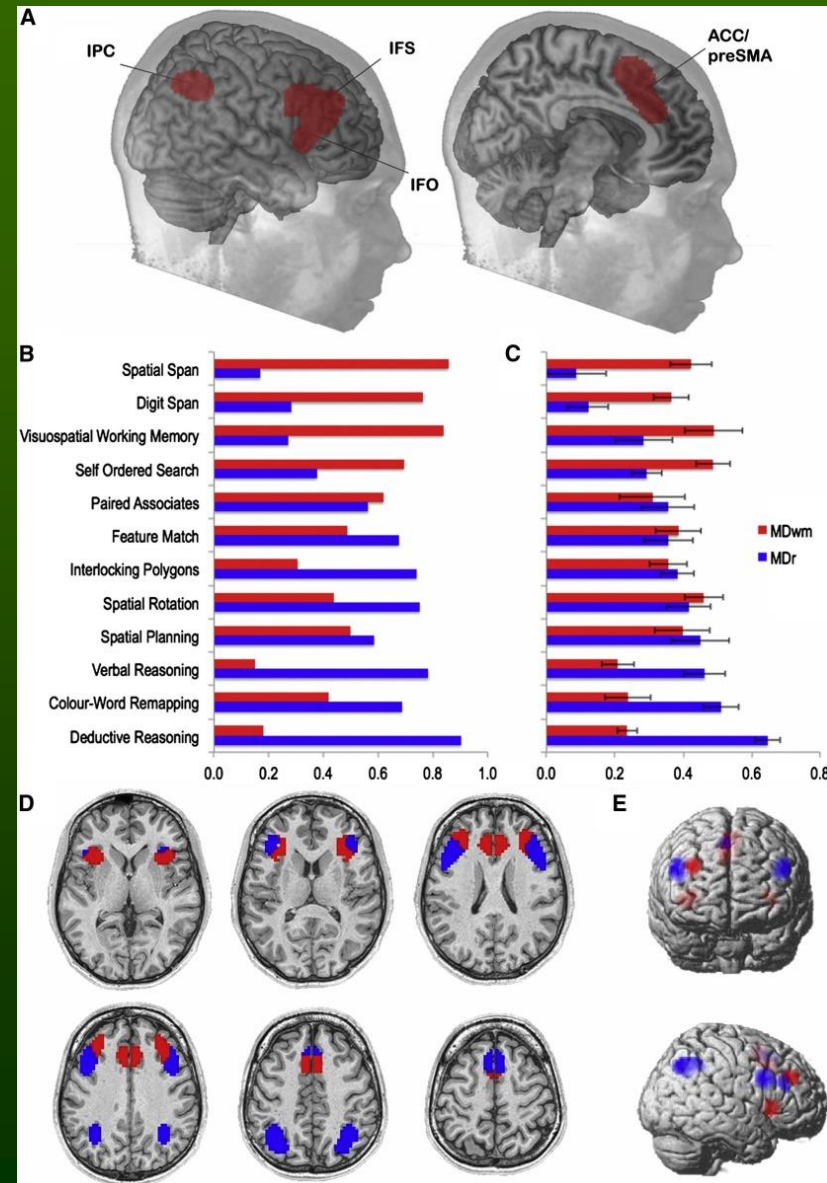 A
IPC
IFS
IFO
ACC/
preSMA
B
Spatial Span
Digit Span
Visuospatial Working Memory
Self Ordered Search
Paired Associates
Feature Match
Interlocking Polygons
Spatial Rotation
Spatial Planning
Verbal Reasoning
Colour-Word Remapping
Deductive Reasoning
0.0 0.2 0.4 0.6 0.8 1.0
C
MDwm
MDr
0.0 0.2 0.4 0.6 0.8
D
E